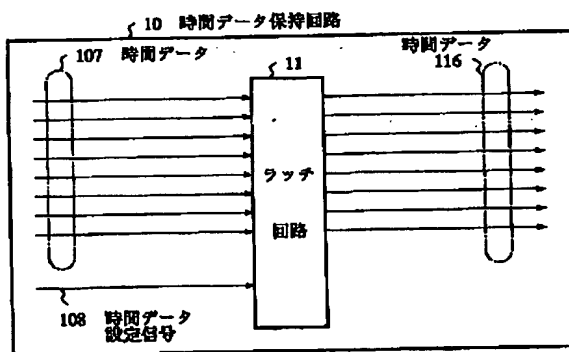 10 時間データ保持回路
107 時間データ
時間データ
116
11
ラッチ
回路
108 時間データ
設定信号